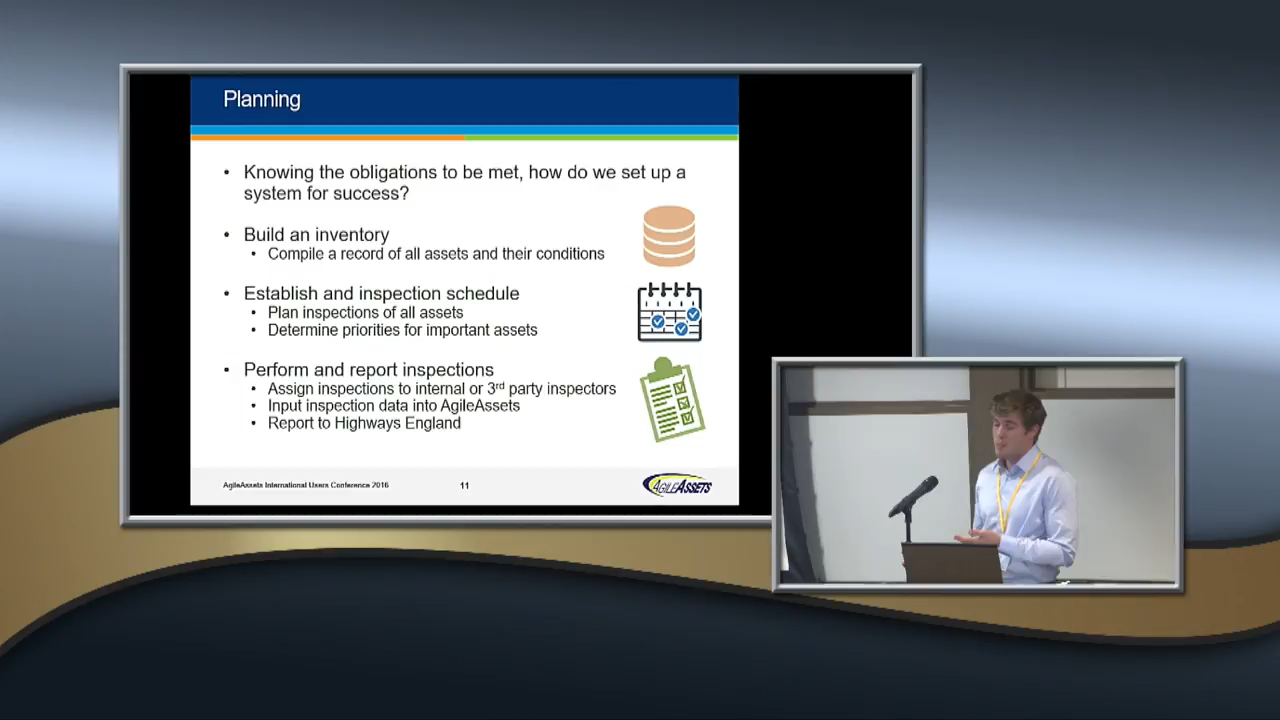 Planning
• Knowing the obligations to be met, how do we set up a
system for success?
• Build an inventory
• Compile a record of all assets and their conditions
• Establish and inspection schedule
• Plan inspections of all assets
• Determine priorities for important assets
• Perform and report inspections
• Assign inspections to internal or 3rd party inspectors
• Input inspection data into AgileAssets
• Report to Highways England
AgileAssets International Users Conference 2016
11
AGILEASSETS